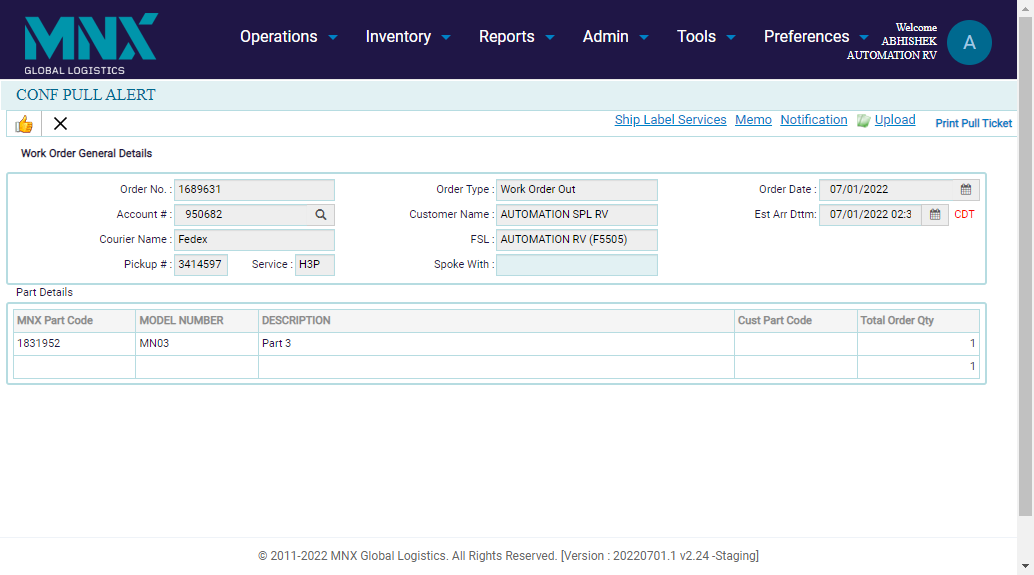 MNX
GLOBAL LOGISTICS
Operations Inventory Reports Admin Tools Preferences
Welcome
ABHISHEK
AUTOMATION RV
A
CONF PULL ALERT
Ship Label Services Memo Notification Upload Print Pull Ticket
Work Order General Details
Order No. : 1689631 Order Type : Work Order Out Order Date : 07/01/2022
Account # : 950682 Customer Name : AUTOMATION SPL RV Est Arr Dttm: 07/01/2022 02:3 CDT
Courier Name : Fedex FSL : AUTOMATION RV (F5505)
Pickup # : 3414597 Service : H3P Spoke With :
Part Details
MNX Part Code MODEL NUMBER DESCRIPTION Cust Part Code Total Order Qty
1831952 MN03 Part 3 1
1
© 2011-2022 MNX Global Logistics. All Rights Reserved. [Version : 20220701.1 v2.24 -Staging]